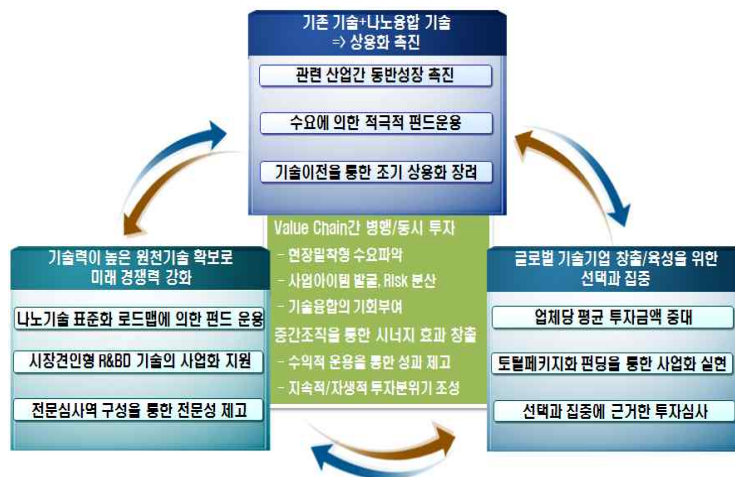 기존 기술+나노융합 기술
=> 상용화 촉진
관련 산업간 동반성장 촉진
수요에 의한 적극적 펀드운용
기술이전을 통한 조기 상용화 장려
Value Chain간 병행/동시 투자
- 현장밀착형 수요파악
- 사업아이템 발굴, Risk 분산
- 기술융합의 기회부여
중간조직을 통한 시너지 효과 창출
- 수익적 운용을 통한 성과 제고
- 지속적/자생적 투자분위기 조성
기술력이 높은 원천기술 확보로
미래 경쟁력 강화
나노기술 표준화 로드맵에 의한 펀드 운용
시장견인형 R&BD 기술의 사업화 지원
전문심사역 구성을 통한 전문성 제고
글로벌 기술기업 창출/육성을 위한
선택과 집중
업체당 평균 투자금액 증대
토털페키지화 펀딩을 통한 사업화 실현
선택과 집중에 근거한 투자심사